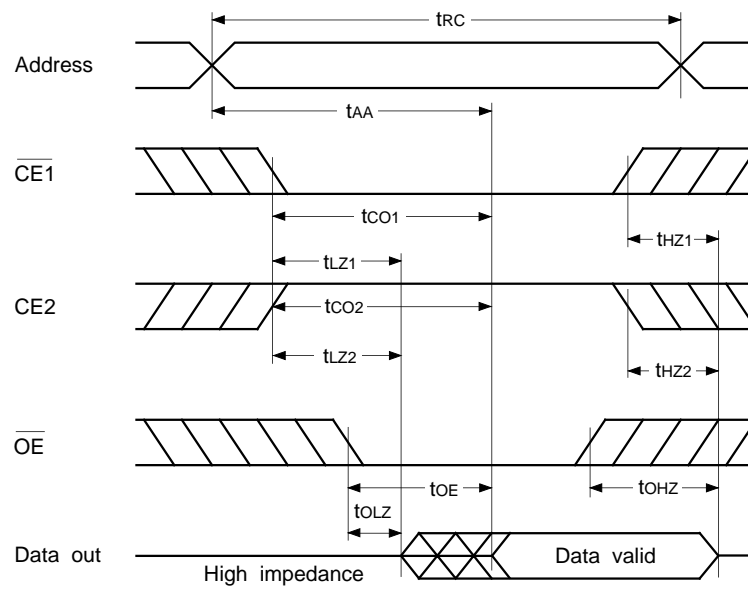 tRC
Address
tAA
CE1
tCO1
tHZ1
tLZ1
CE2
tCO2
tLZ2
tHZ2
OE
tOE
tOHZ
tOLZ
Data out
High impedance
Data valid